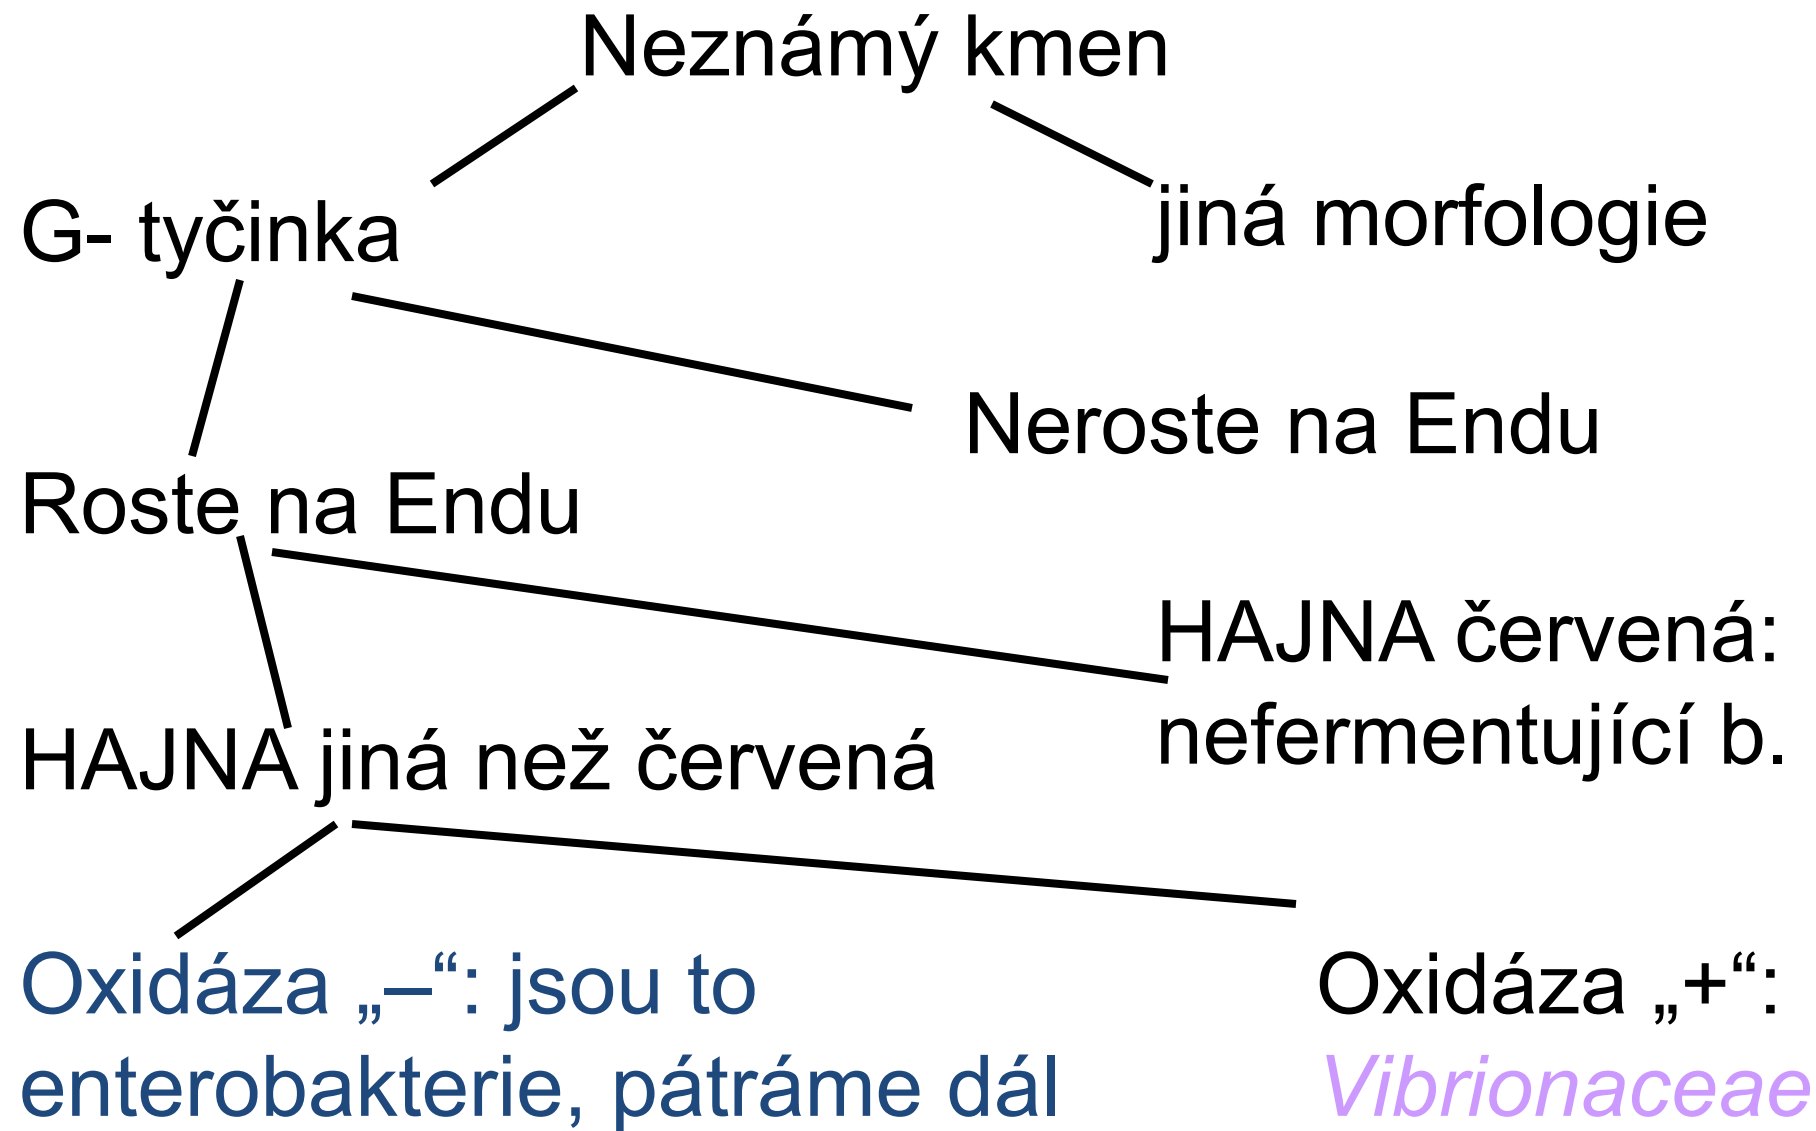 Neznámý kmen
G- tyčinka
jiná morfologie
Neroste na Endu
Roste na Endu
HAJNA červená:
nefermentující b.
HAJNA jiná než červená
Oxidáza „–“: jsou to
enterobakterie, pátráme dál
Oxidáza „+“:
Vibrionaceae